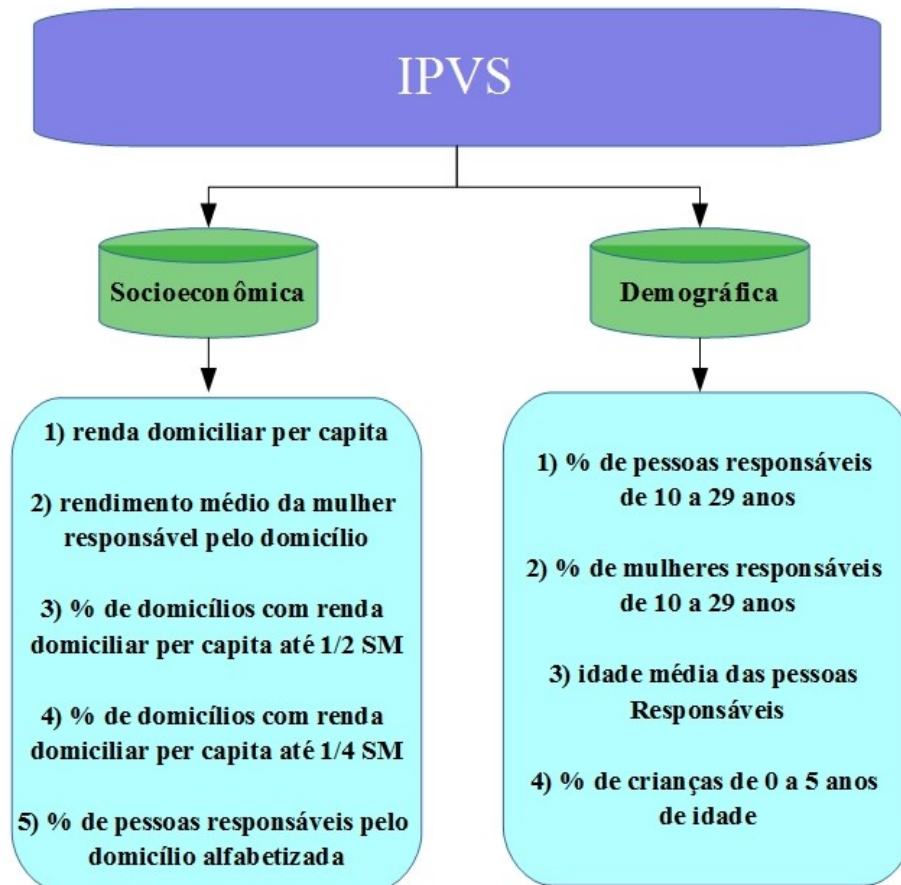 IPVS
Socioeconômica
Demográfica
1) renda domiciliar per capita
2) rendimento médio da mulher
responsável pelo domicílio
3) % de domicílios com renda
domiciliar per capita até 1/2 SM
4) % de domicílios com renda
domiciliar per capita até 1/4 SM
5) % de pessoas responsáveis pelo
domicílio alfabetizada
1) % de pessoas responsáveis
de 10 a 29 anos
2) % de mulheres responsáveis
de 10 a 29 anos
3) idade média das pessoas
Responsáveis
4) % de crianças de 0 a 5 anos
de idade